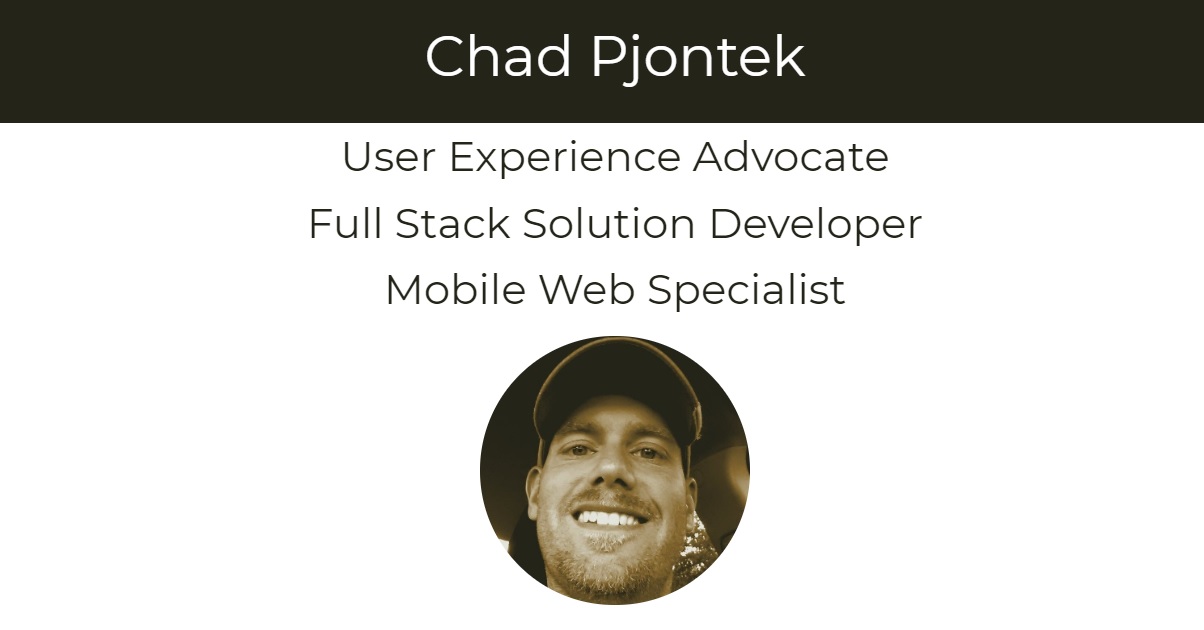 Chad Pjontek
User Experience Advocate
Full Stack Solution Developer
Mobile Web Specialist